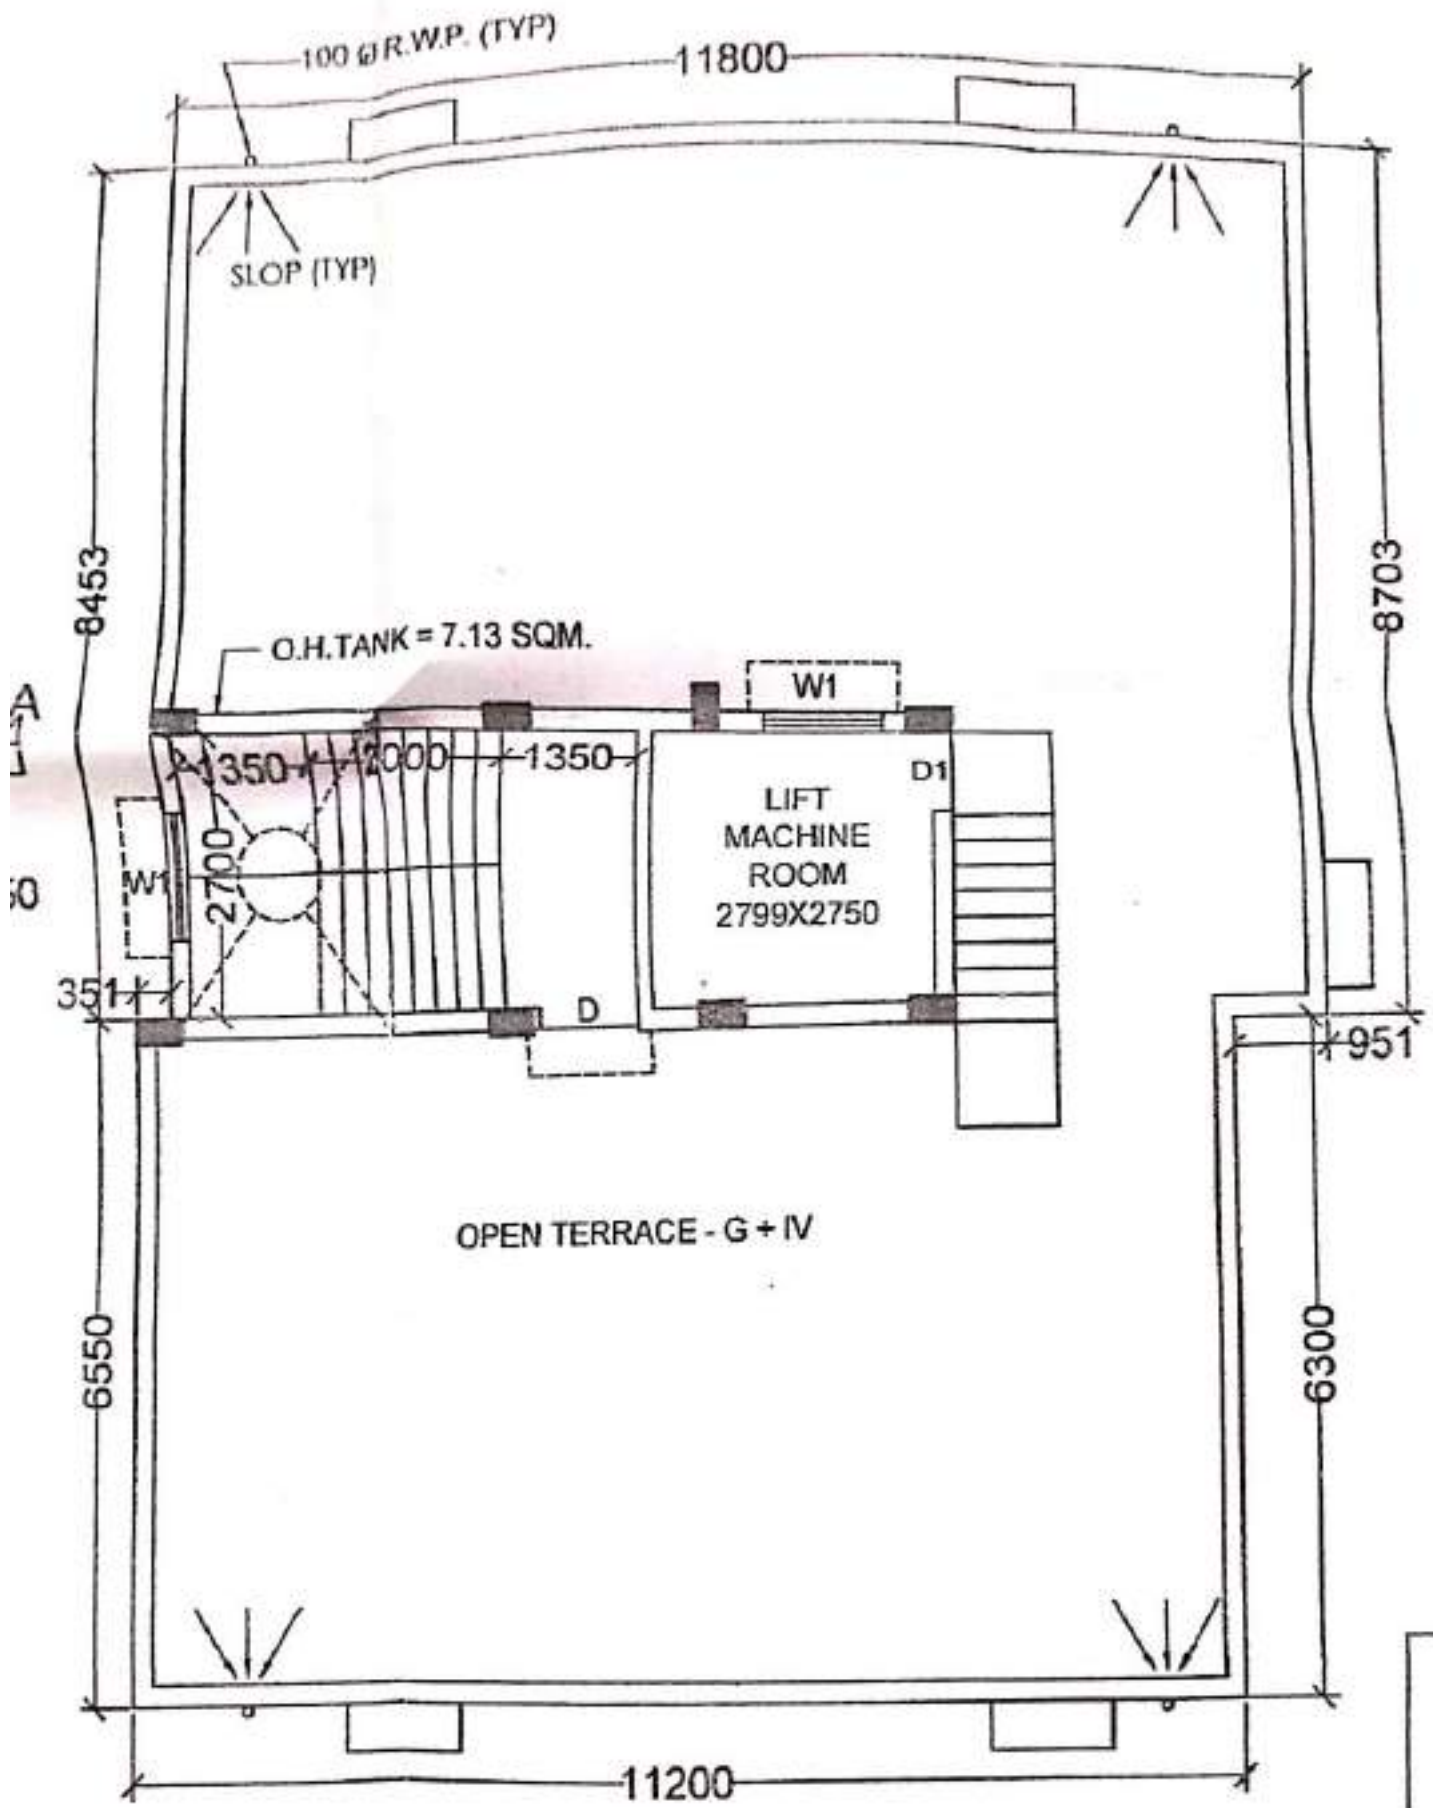 100 Ø R.W.P. (TYP)
11800
SLOP (TYP)
8453
8703
O.H.TANK = 7.13 SQM.
W1
A
1350
2000
1350
D1
LIFT
MACHINE
ROOM
2799X2750
W1
2700
351
D
951
OPEN TERRACE - G + IV
6550
6300
11200